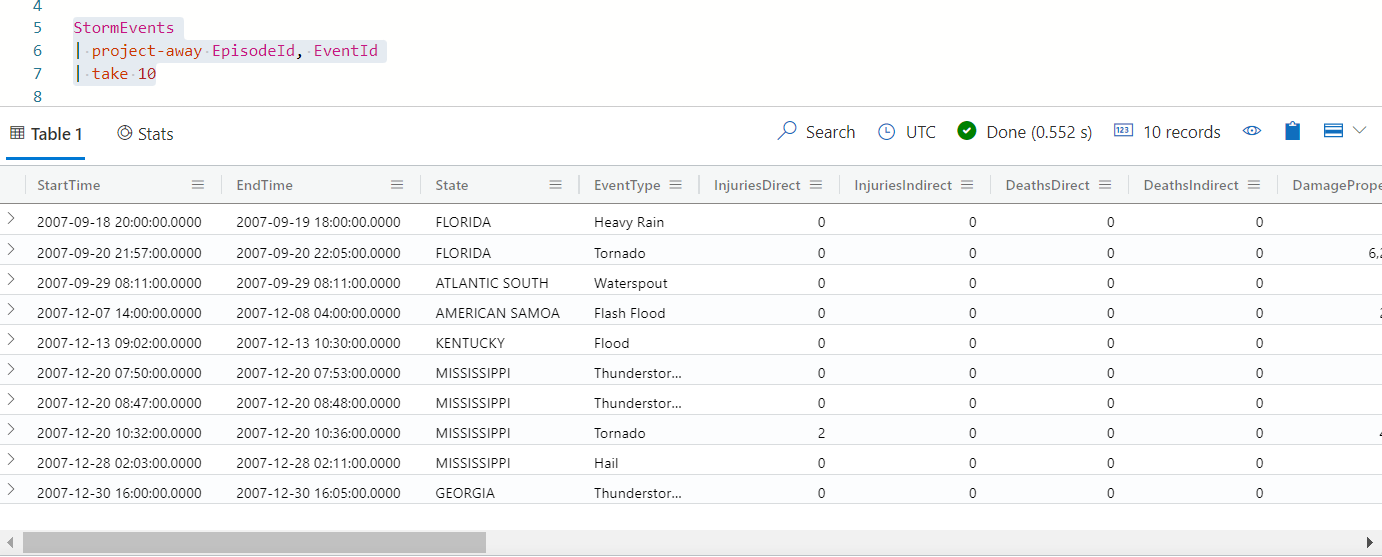 4
5 StormEvents
6 | project-away EpisodeId, EventId
7 | take 10
8
Table 1 Stats Search UTC Done (0.552 s) 10 records
StartTime EndTime State EventType InjuriesDirect InjuriesIndirect DeathsDirect DeathsIndirect DamagePrope
2007-09-18 20:00:00.0000 2007-09-19 18:00:00.0000 FLORIDA Heavy Rain 0 0 0 0
2007-09-20 21:57:00.0000 2007-09-20 22:05:00.0000 FLORIDA Tornado 0 0 0 0 6,2
2007-09-29 08:11:00.0000 2007-09-29 08:11:00.0000 ATLANTIC SOUTH Waterspout 0 0 0 0
2007-12-07 14:00:00.0000 2007-12-08 04:00:00.0000 AMERICAN SAMOA Flash Flood 0 0 0 0
2007-12-13 09:02:00.0000 2007-12-13 10:30:00.0000 KENTUCKY Flood 0 0 0 0
2007-12-20 07:50:00.0000 2007-12-20 07:53:00.0000 MISSISSIPPI Thunderstor... 0 0 0 0
2007-12-20 08:47:00.0000 2007-12-20 08:48:00.0000 MISSISSIPPI Thunderstor... 0 0 0 0
2007-12-20 10:32:00.0000 2007-12-20 10:36:00.0000 MISSISSIPPI Tornado 2 0 0 0
2007-12-28 02:03:00.0000 2007-12-28 02:11:00.0000 MISSISSIPPI Hail 0 0 0 0
2007-12-30 16:00:00.0000 2007-12-30 16:05:00.0000 GEORGIA Thunderstor... 0 0 0 0